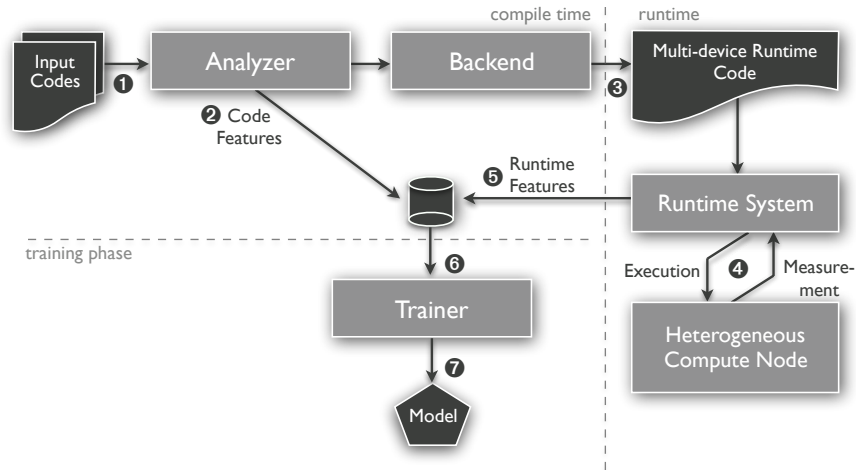 compile time
runtime
Input
Codes
❶
Analyzer
Backend
❸
Multi-device Runtime
Code
❷ Code
Features
❺ Runtime
Features
Runtime System
training phase
❻
Execution
❹
Measure-
ment
Trainer
Heterogeneous
Compute Node
❼
Model